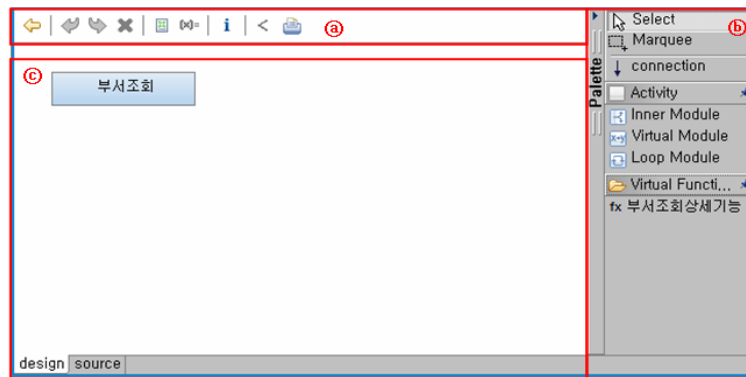 ⓐ
(x)=
i
<
ⓑ
Select
Marquee
connection
Palette
Activity
Inner Module
Virtual Module
x+y
Loop Module
Virtual Functi...
fx 부서조회상세기능
ⓒ
부서조회
design
source